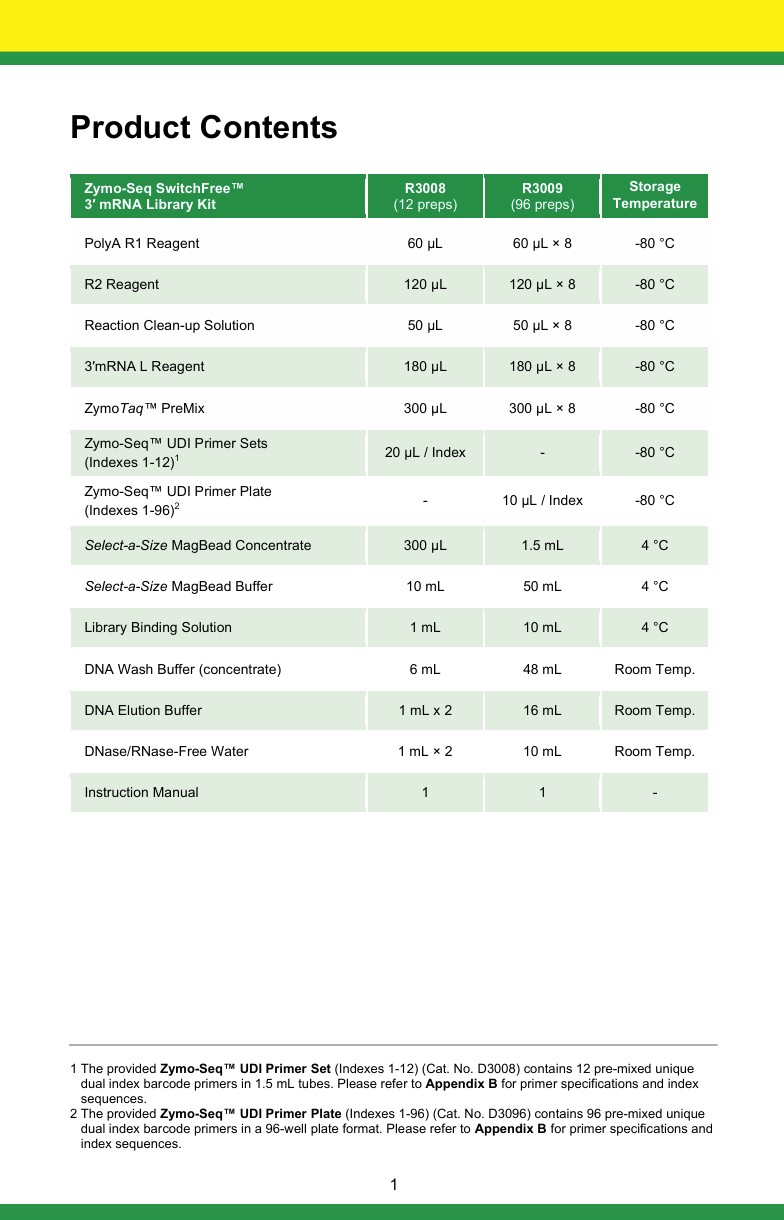 Product Contents
Zymo-Seq SwitchFree™ 3′ mRNA Library Kit R3008 (12 preps) R3009 (96 preps) Storage Temperature
PolyA R1 Reagent 60 µL 60 µL × 8 -80 °C
R2 Reagent 120 µL 120 µL × 8 -80 °C
Reaction Clean-up Solution 50 µL 50 µL × 8 -80 °C
3′mRNA L Reagent 180 µL 180 µL × 8 -80 °C
ZymoTaq™ PreMix 300 µL 300 µL × 8 -80 °C
Zymo-Seq™ UDI Primer Sets (Indexes 1-12)1 20 µL / Index - -80 °C
Zymo-Seq™ UDI Primer Plate (Indexes 1-96)2 - 10 µL / Index -80 °C
Select-a-Size MagBead Concentrate 300 µL 1.5 mL 4 °C
Select-a-Size MagBead Buffer 10 mL 50 mL 4 °C
Library Binding Solution 1 mL 10 mL 4 °C
DNA Wash Buffer (concentrate) 6 mL 48 mL Room Temp.
DNA Elution Buffer 1 mL x 2 16 mL Room Temp.
DNase/RNase-Free Water 1 mL × 2 10 mL Room Temp.
Instruction Manual 1 1 -
1 The provided Zymo-Seq™ UDI Primer Set (Indexes 1-12) (Cat. No. D3008) contains 12 pre-mixed unique
dual index barcode primers in 1.5 mL tubes. Please refer to Appendix B for primer specifications and index
sequences.
2 The provided Zymo-Seq™ UDI Primer Plate (Indexes 1-96) (Cat. No. D3096) contains 96 pre-mixed unique
dual index barcode primers in a 96-well plate format. Please refer to Appendix B for primer specifications and
index sequences.
1